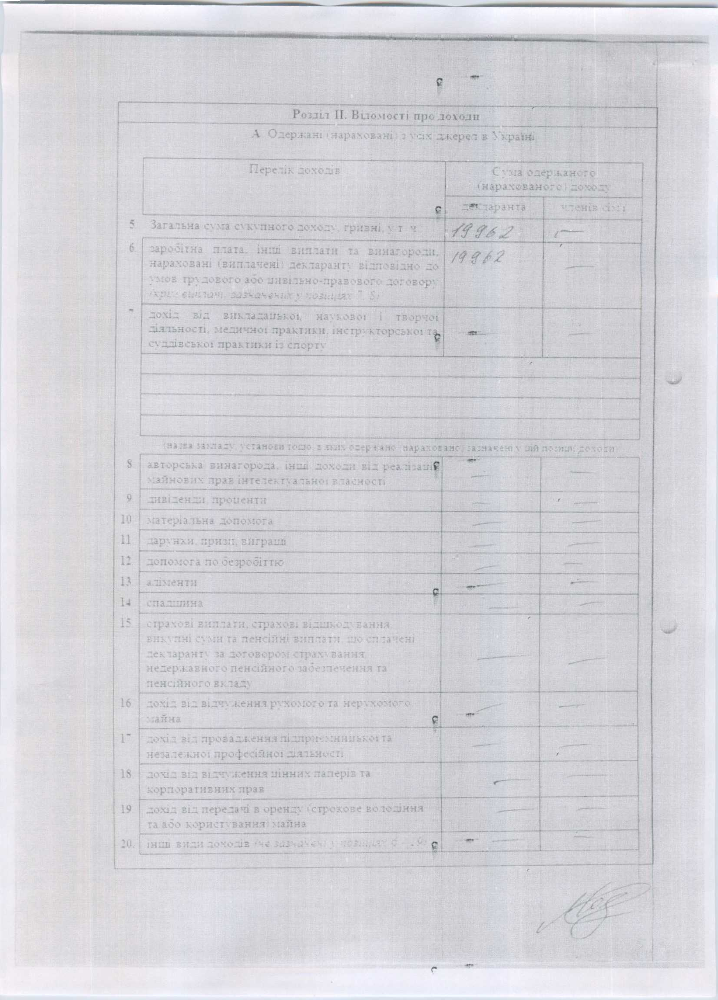 Розділ II. Відомості про доходи
А. Одержані (нараховані) з усіх джерел в Україні
Перелік доходів
Сума одержаного
(нарахованого) доходу
декларанта членів сім'ї
5. Загальна сума сукупного доходу, гривні, у т. ч. 19962 —
6. заробітна плата, інші виплати та винагороди, 19962 —
нараховані (виплачені) декларанту відповідно до
умов трудового або цивільно-правового договору
(крім виплат, зазначених у позиціях 7, 8)
7 дохід від викладацької, наукової і творчої
діяльності, медичної практики, інструкторської та — —
суддівської практики із спорту
(назва закладу, установи тощо, в яких одержано (нараховано) зазначені у цій позиції доходи)
8 авторська винагорода, інші доходи від реалізації — —
майнових прав інтелектуальної власності
9 дивіденди, проценти — —
10 матеріальна допомога — —
11 дарунки, призи, виграші — —
12 допомога по безробіттю — —
13 аліменти — —
14 спадщина — —
15 страхові виплати, страхові відшкодування,
викупні суми та пенсійні виплати, що сплачені
декларанту за договором страхування, — —
недержавного пенсійного забезпечення та
пенсійного вкладу
16 дохід від відчуження рухомого та нерухомого — —
майна
17 дохід від провадження підприємницької та — —
незалежної професійної діяльності
18 дохід від відчуження цінних паперів та — —
корпоративних прав
19 дохід від передачі в оренду (строкове володіння — —
та/або користування) майна
20. інші види доходів (не зазначені у позиціях — —